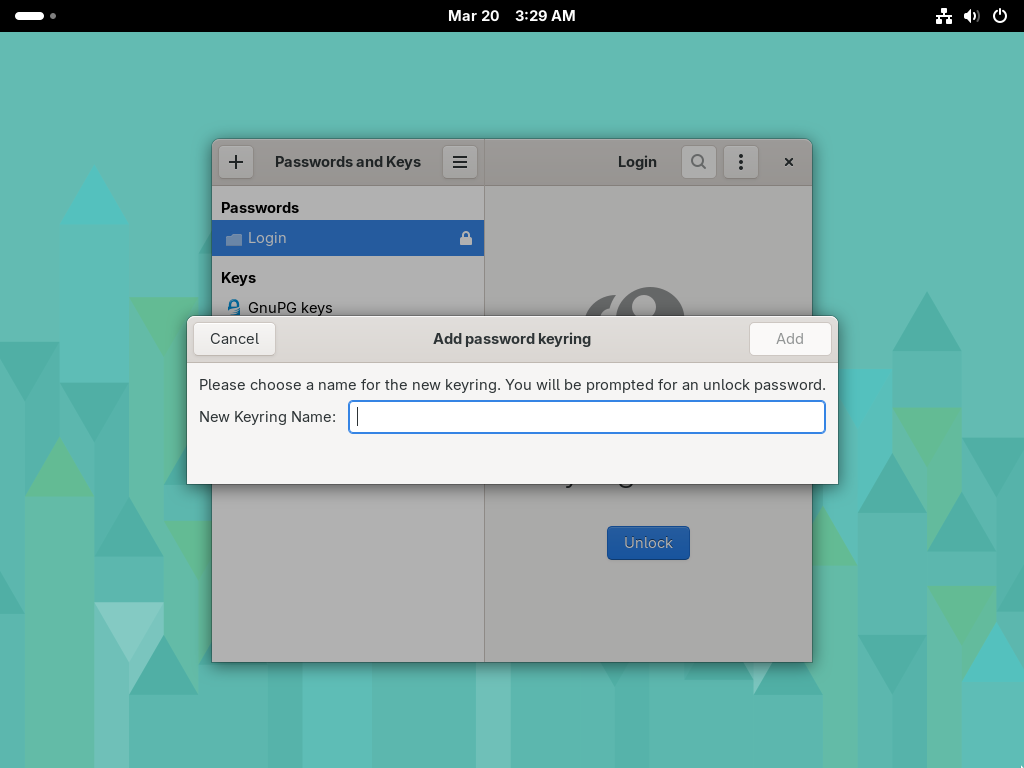 Mar 20 3:29 AM
Passwords and Keys
Login
Passwords
Login
Keys
GnuPG keys
Cancel
Add password keyring
Add
Please choose a name for the new keyring. You will be prompted for an unlock password.
New Keyring Name:
Unlock